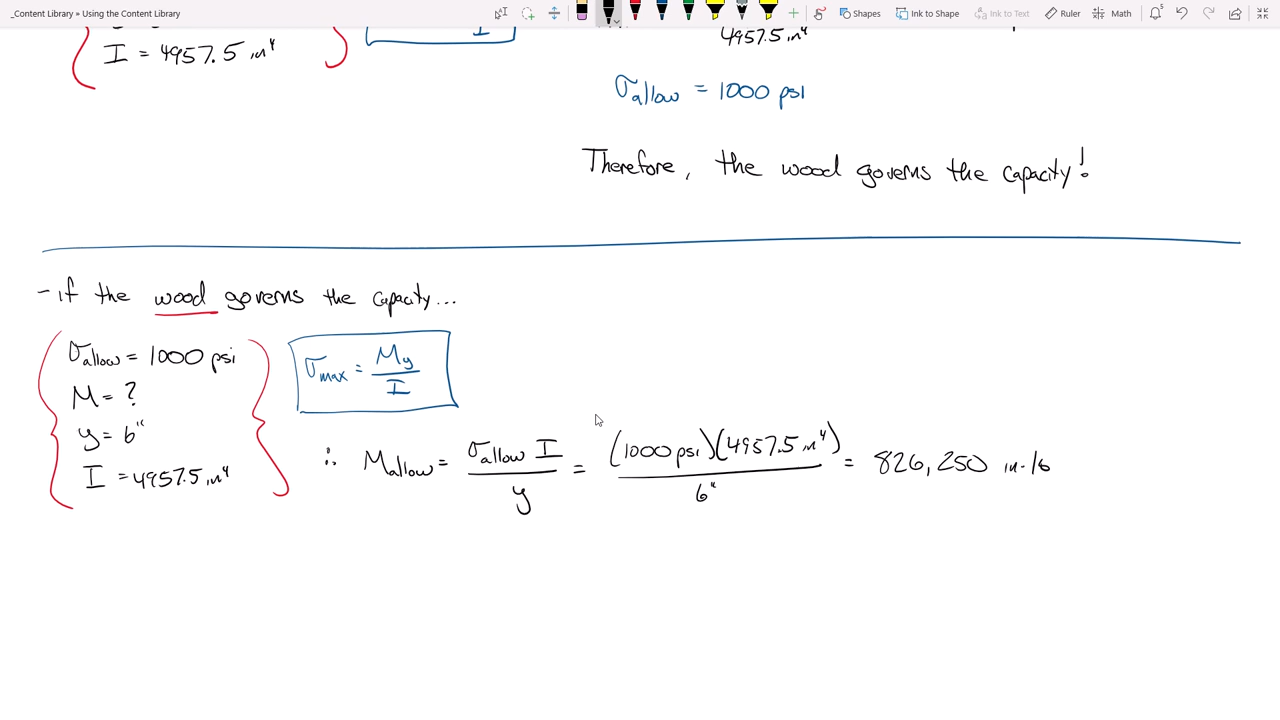 _Content Library » Using the Content Library
Shapes Ink to Shape Ink to Text Ruler Math
I = 4957.5 in⁴
I
4957.5 in⁴
σallow = 1000 psi
Therefore, the wood governs the capacity!
- if the wood governs the capacity...
σallow = 1000 psi
M = ?
y = 6"
I = 4957.5 in⁴
σmax = My / I
∴ Mallow = σallow I / y = (1000 psi)(4957.5 in⁴) / 6" = 826,250 in·lb